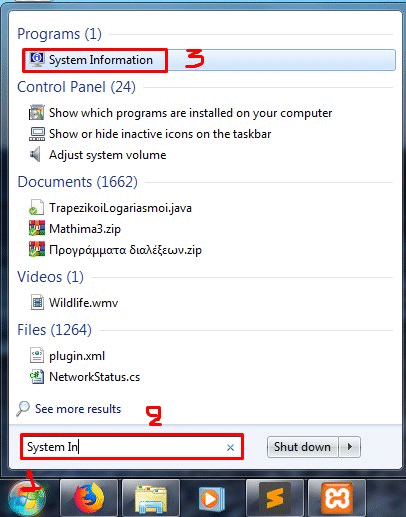 Programs (1)
System Information 3
Control Panel (24)
Show which programs are installed on your computer
Show or hide inactive icons on the taskbar
Adjust system volume
Documents (1662)
TrapezikoiLogariasmoi.java
Mathima3.zip
Προγράμματα διαλέξεων.zip
Videos (1)
Wildlife.wmv
Files (1264)
plugin.xml
NetworkStatus.cs
See more results
2
System In
Shut down
1